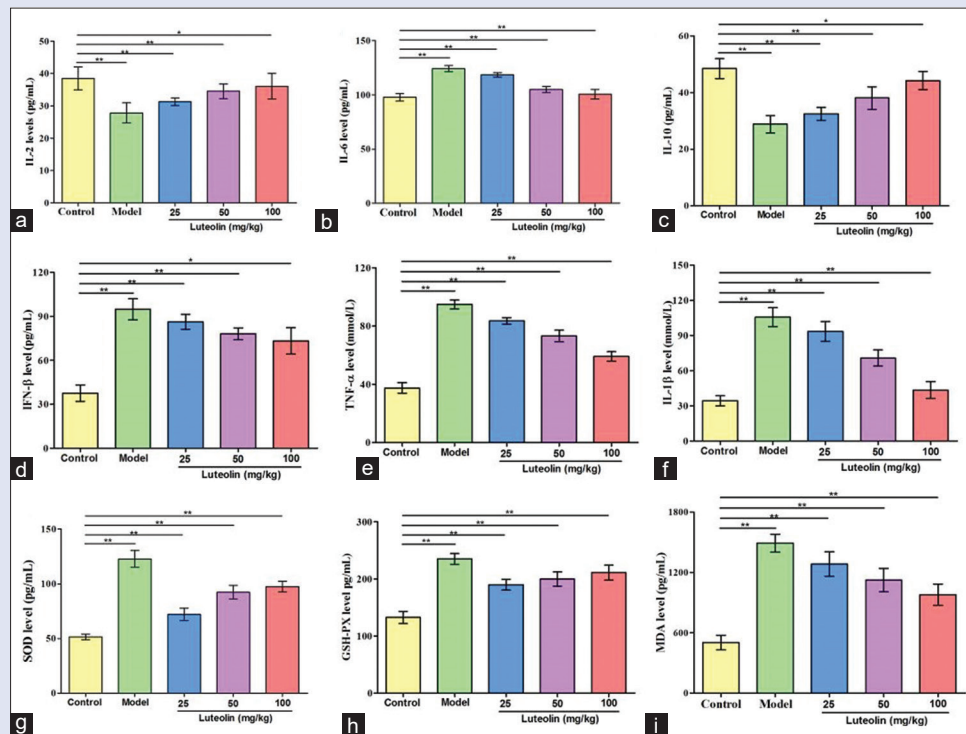 *
**
**
**
IL-2 levels (pg/mL)
50
40
30
20
10
0
Control Model 25 50 100
Luteolin (mg/kg)
a
**
**
**
**
IL-6 level (pg/mL)
150
100
50
0
Control Model 25 50 100
Luteolin (mg/kg)
b
*
**
**
**
IL-10 (pg/mL)
60
40
20
0
Control Model 25 50 100
Luteolin (mg/kg)
c
*
**
**
**
IFN-β level (pg/mL)
120
90
60
30
0
Control Model 25 50 100
Luteolin (mg/kg)
d
**
**
**
**
TNF-α level (mmol/L)
120
80
40
0
Control Model 25 50 100
Luteolin (mg/kg)
e
**
**
**
**
IL-1β level (mmol/L)
150
120
90
60
30
0
Control Model 25 50 100
Luteolin (mg/kg)
f
**
**
**
**
SOD level (pg/mL)
150
100
50
0
Control Model 25 50 100
Luteolin (mg/kg)
g
**
**
**
**
GSH-PX level pg/mL)
300
200
100
0
Control Model 25 50 100
Luteolin (mg/kg)
h
**
**
**
**
MDA level (pg/mL)
1800
1200
600
0
Control Model 25 50 100
Luteolin (mg/kg)
i